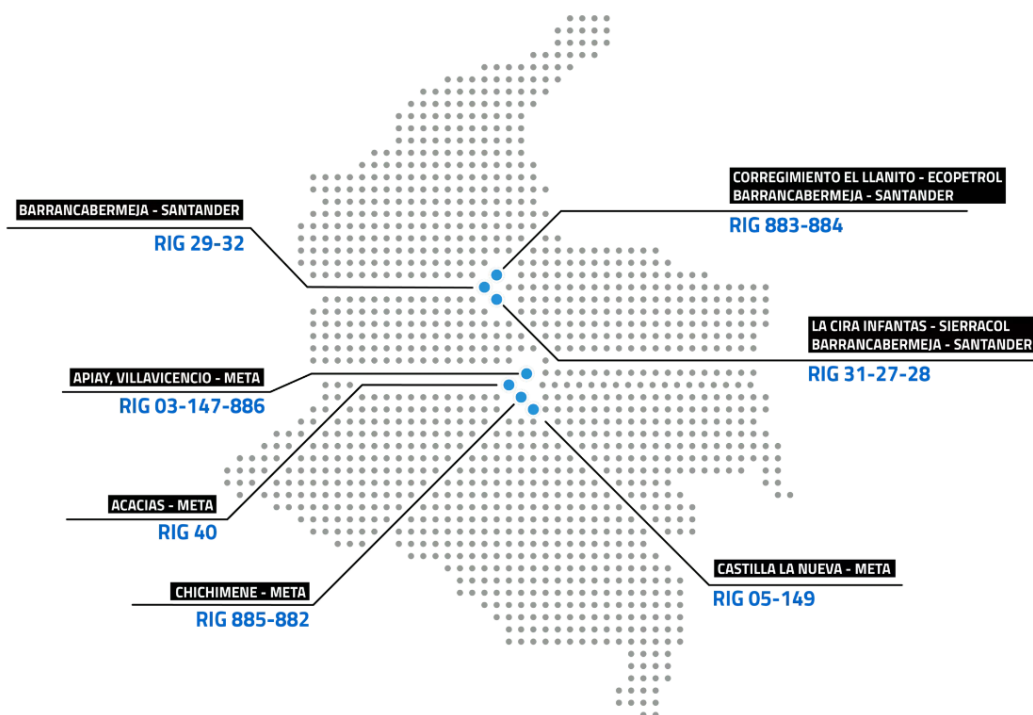 CORREGIMIENTO EL LLANITO - ECOPETROL
BARRANCABERMEJA - SANTANDER
RIG 883-884
BARRANCABERMEJA - SANTANDER
RIG 29-32
LA CIRA INFANTAS - SIERRACOL
BARRANCABERMEJA - SANTANDER
RIG 31-27-28
APIAY, VILLAVICENCIO - META
RIG 03-147-886
ACACIAS - META
RIG 40
CHICHIMENE - META
RIG 885-882
CASTILLA LA NUEVA - META
RIG 05-149